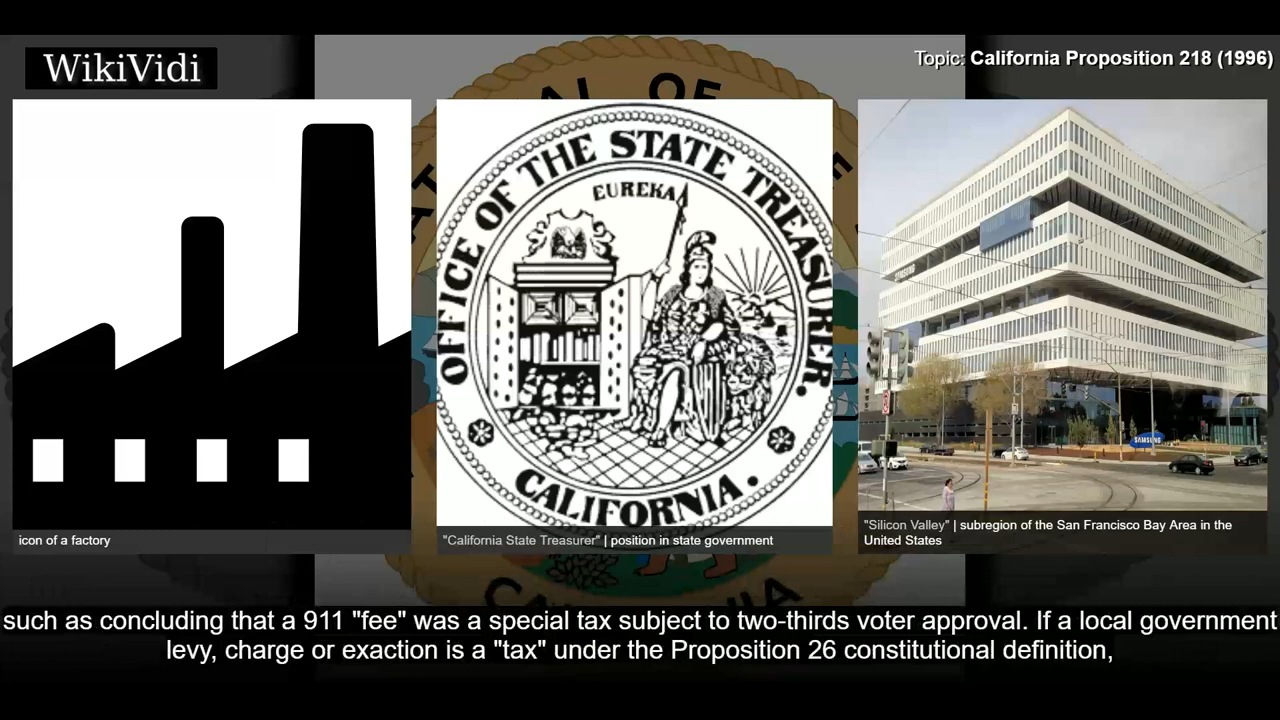 WikiVidi
Topic: California Proposition 218 (1996)
OFFICE OF THE STATE TREASURER.
EUREKA
CALIFORNIA.
SAMSUNG
SAMSUNG
icon of a factory
"California State Treasurer" | position in state government
"Silicon Valley" | subregion of the San Francisco Bay Area in the
United States
such as concluding that a 911 "fee" was a special tax subject to two-thirds voter approval. If a local government
levy, charge or exaction is a "tax" under the Proposition 26 constitutional definition,